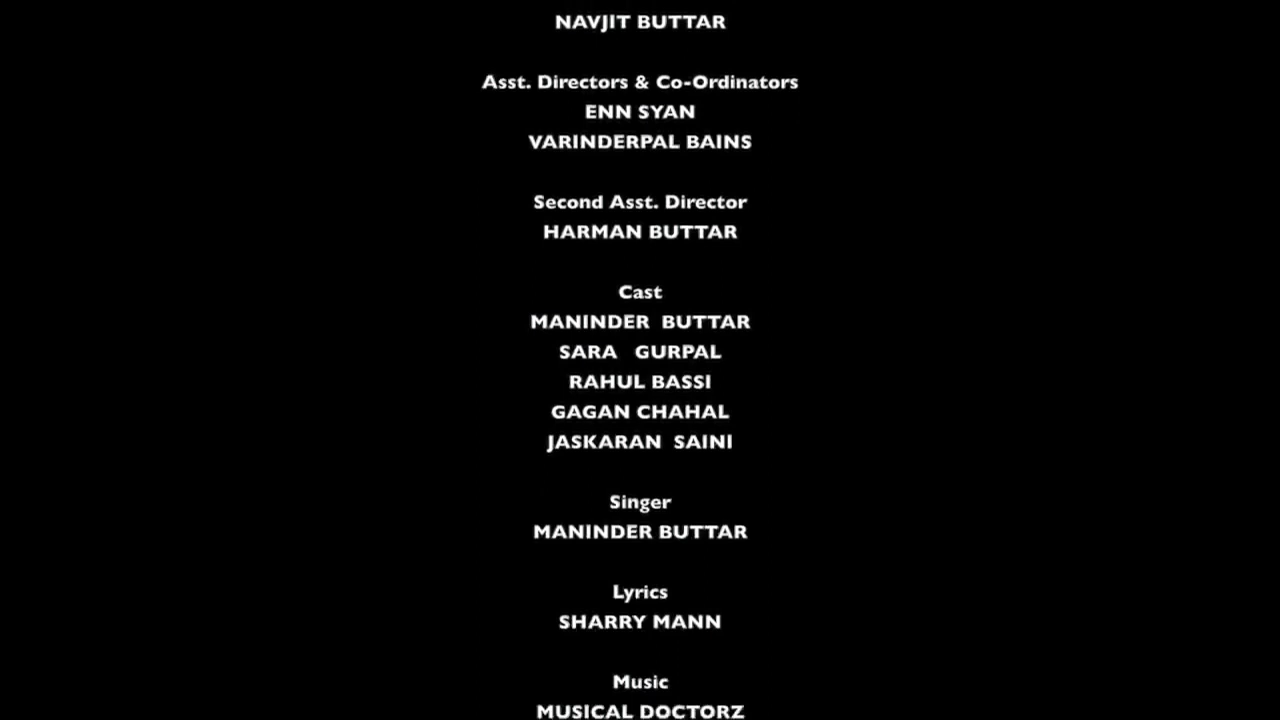 NAVJIT BUTTAR
Asst. Directors & Co-Ordinators
ENN SYAN
VARINDERPAL BAINS
Second Asst. Director
HARMAN BUTTAR
Cast
MANINDER BUTTAR
SARA GURPAL
RAHUL BASSI
GAGAN CHAHAL
JASKARAN SAINI
Singer
MANINDER BUTTAR
Lyrics
SHARRY MANN
Music
MUSICAL DOCTORZ